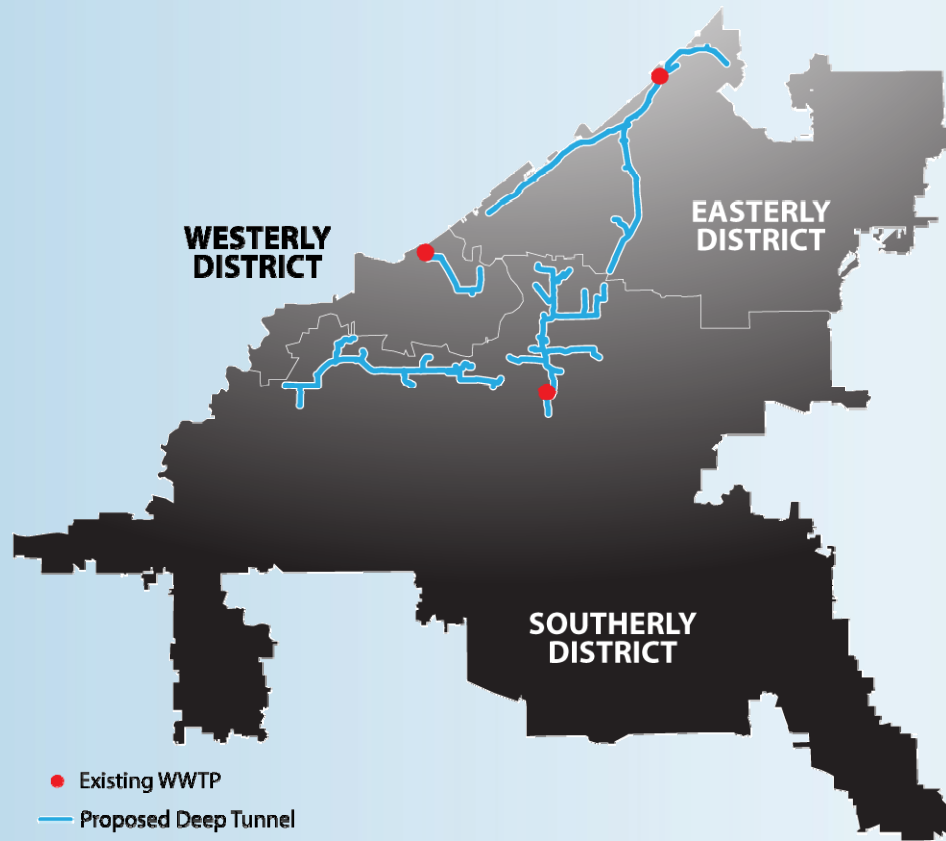 WESTERLY
DISTRICT
EASTERLY
DISTRICT
SOUTHERLY
DISTRICT
Existing WWTP
Proposed Deep Tunnel